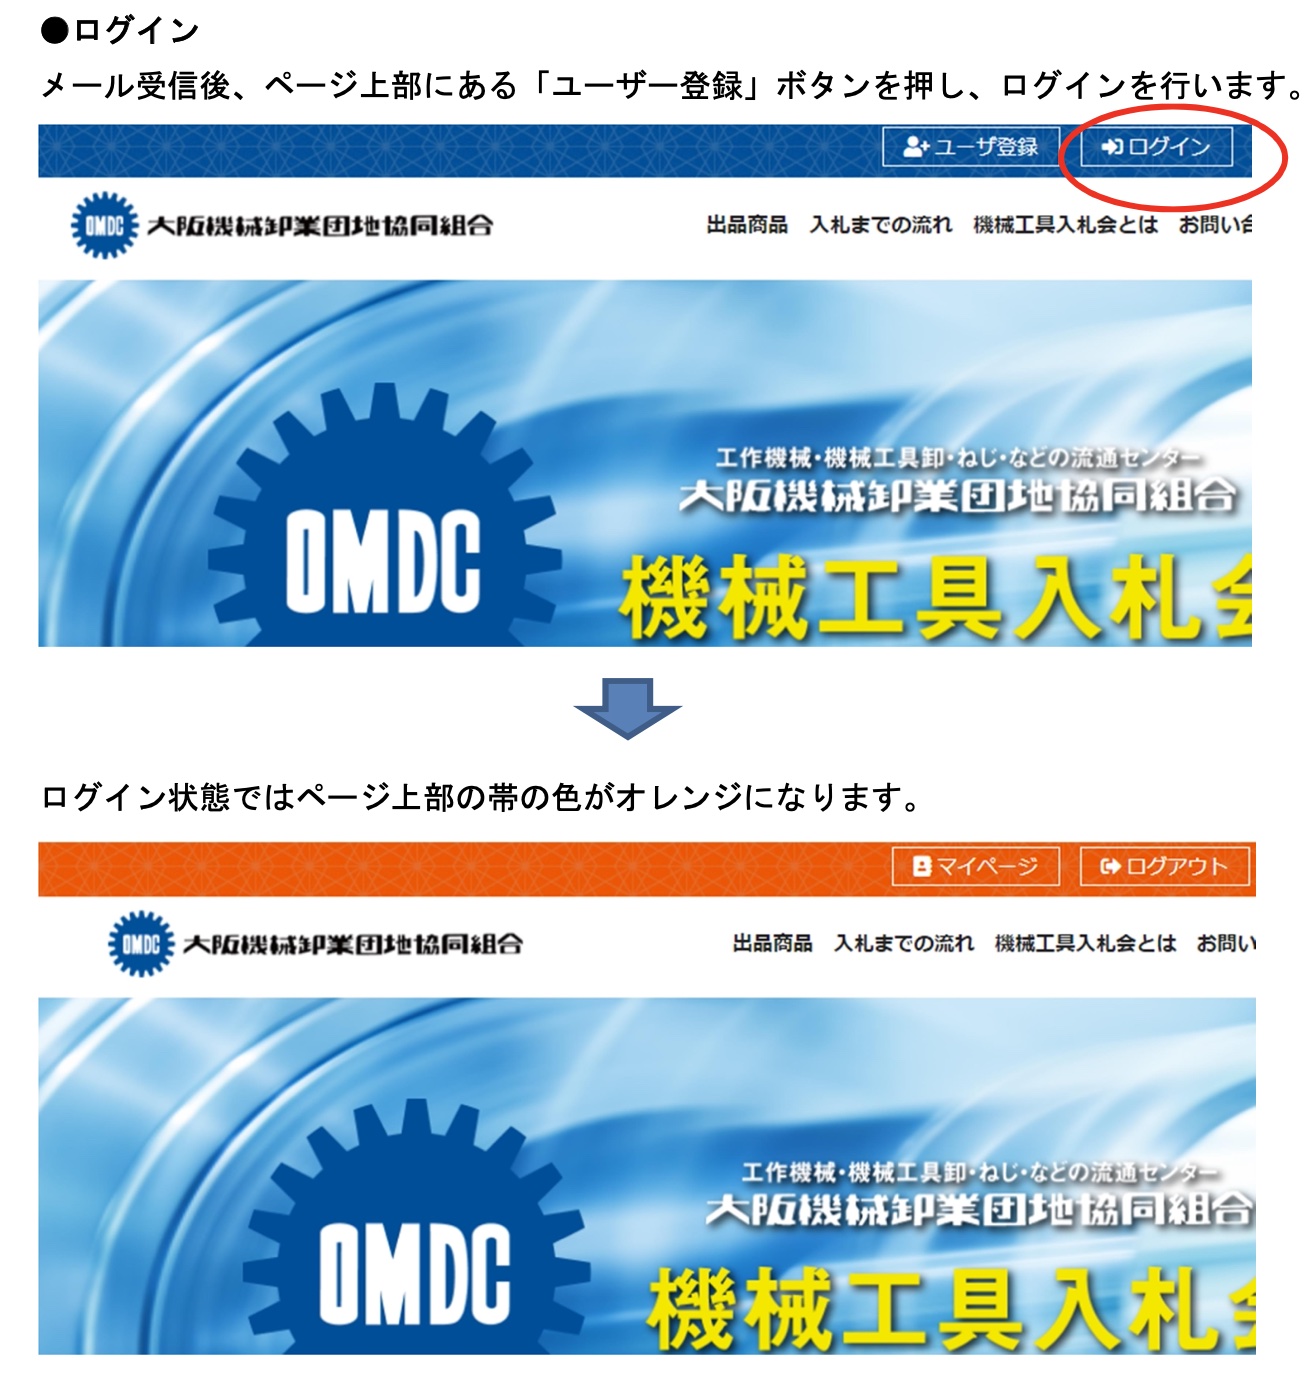 ●ログイン
メール受信後、ページ上部にある「ユーザー登録」ボタンを押し、ログインを行います。
ユーザ登録 ログイン
OMDC 大阪機械卸業団地協同組合 出品商品 入札までの流れ 機械工具入札会とは お問い合
工作機械・機械工具卸・ねじ・などの流通センター
大阪機械卸業団地協同組合
OMDC
機械工具入札会
ログイン状態ではページ上部の帯の色がオレンジになります。
マイページ ログアウト
OMDC 大阪機械卸業団地協同組合 出品商品 入札までの流れ 機械工具入札会とは お問い
工作機械・機械工具卸・ねじ・などの流通センター
大阪機械卸業団地協同組合
OMDC
機械工具入札会